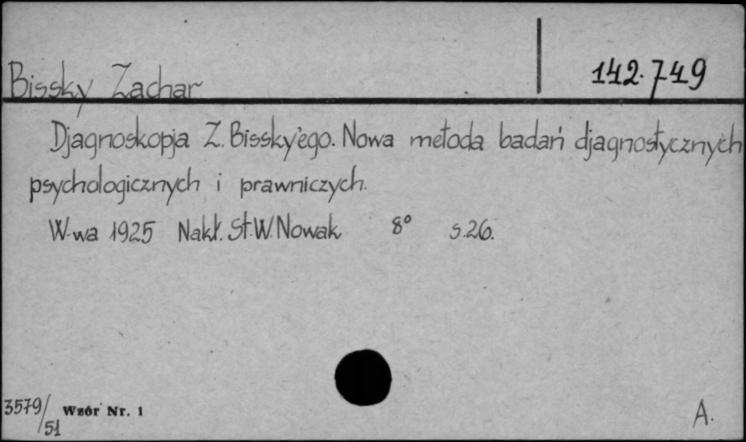 Bissky Zachar
142.749
Djagnoskopja Z. Bissky'ego. Nowa metoda badań djagnostycznych
psychologicznych i prawniczych.
W-wa 1925 Nakł. St. W. Nowak 8° s. 26.
3579/51 Wzór Nr. 1
A.